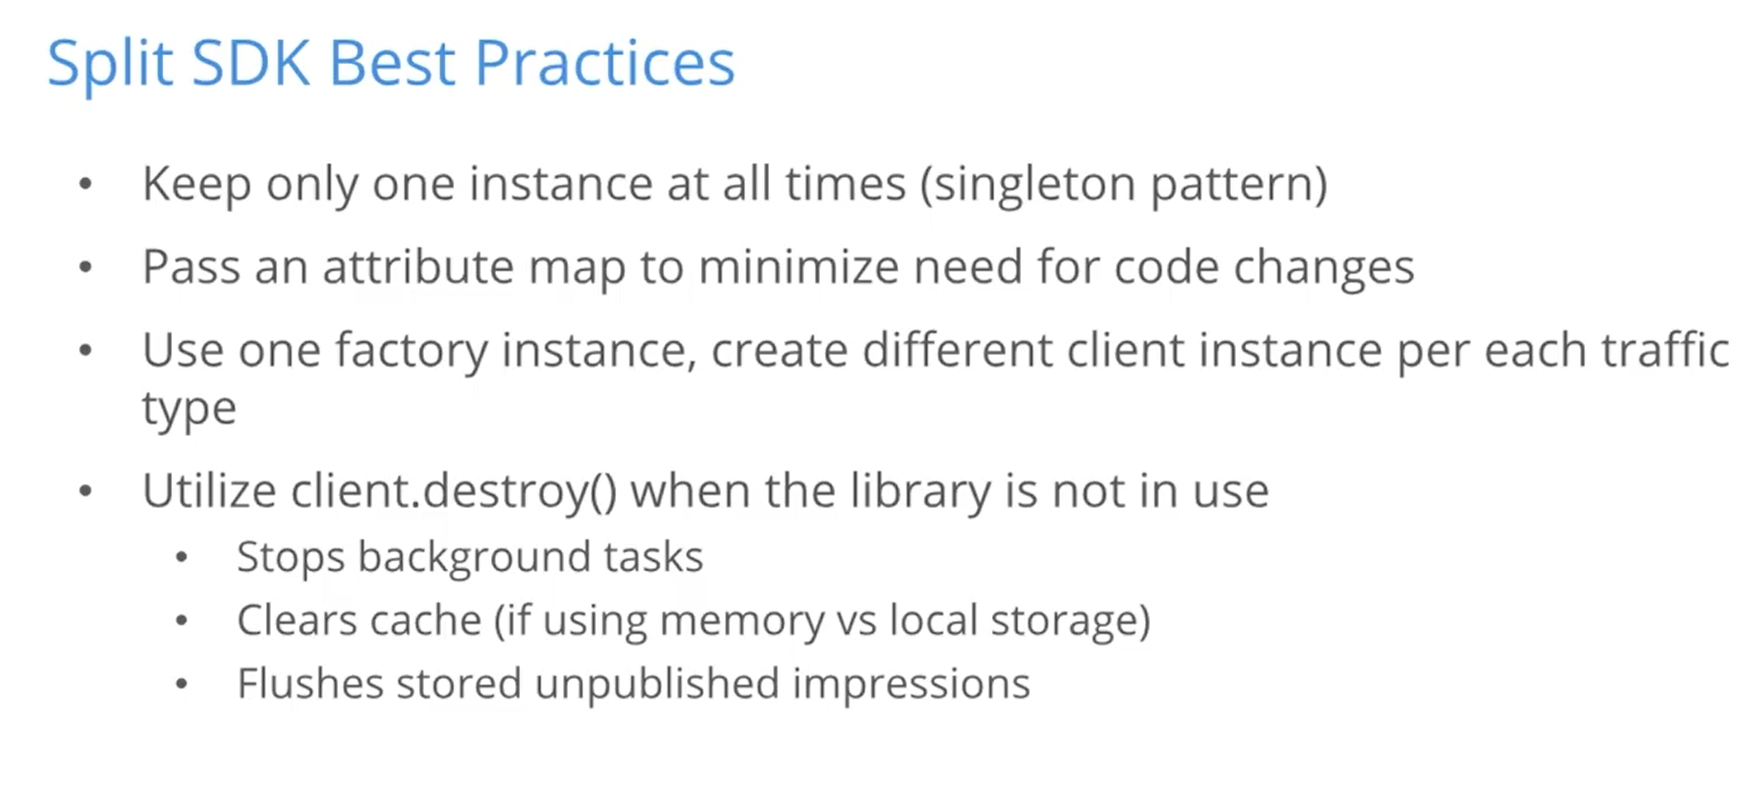 Split SDK Best Practices
• Keep only one instance at all times (singleton pattern)
• Pass an attribute map to minimize need for code changes
• Use one factory instance, create different client instance per each traffic
type
• Utilize client.destroy() when the library is not in use
• Stops background tasks
• Clears cache (if using memory vs local storage)
• Flushes stored unpublished impressions